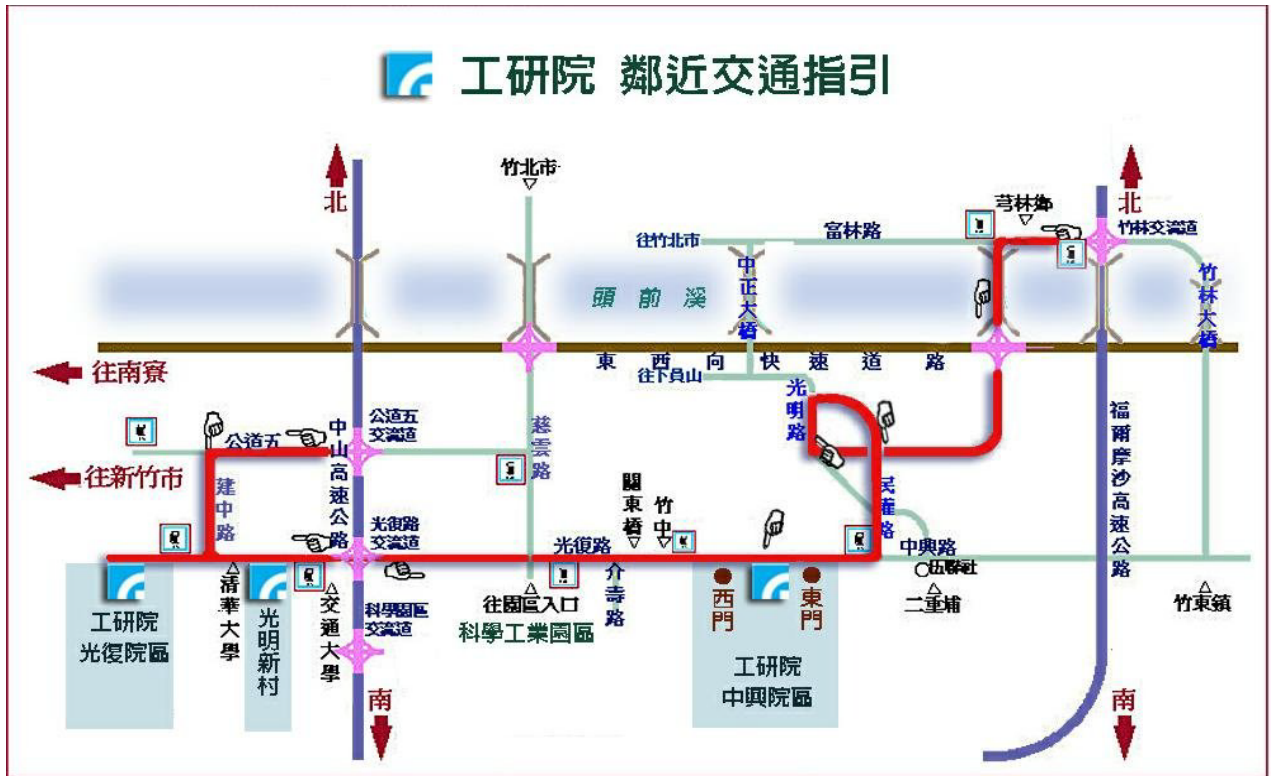 工研院 鄰近交通指引
北
竹北市
北
芎林鄉
往竹北市
富林路
竹林交流道
中正大橋
竹林大橋
頭前溪
東西向快速道路
往南寮
往下員山
光明路
公道五
中山高速公路
公道五
交流道
慈雲路
福爾摩沙高速公路
往新竹市
建中路
關東橋
竹中
民權路
光復路
交流道
光復路
中興路
介壽路
伍聯社
二重埔
竹東鎮
工研院
光復院區
清華大學
光明新村
交通大學
科學園區
交流道
往園區入口
科學工業園區
西門
東門
工研院
中興院區
南
南